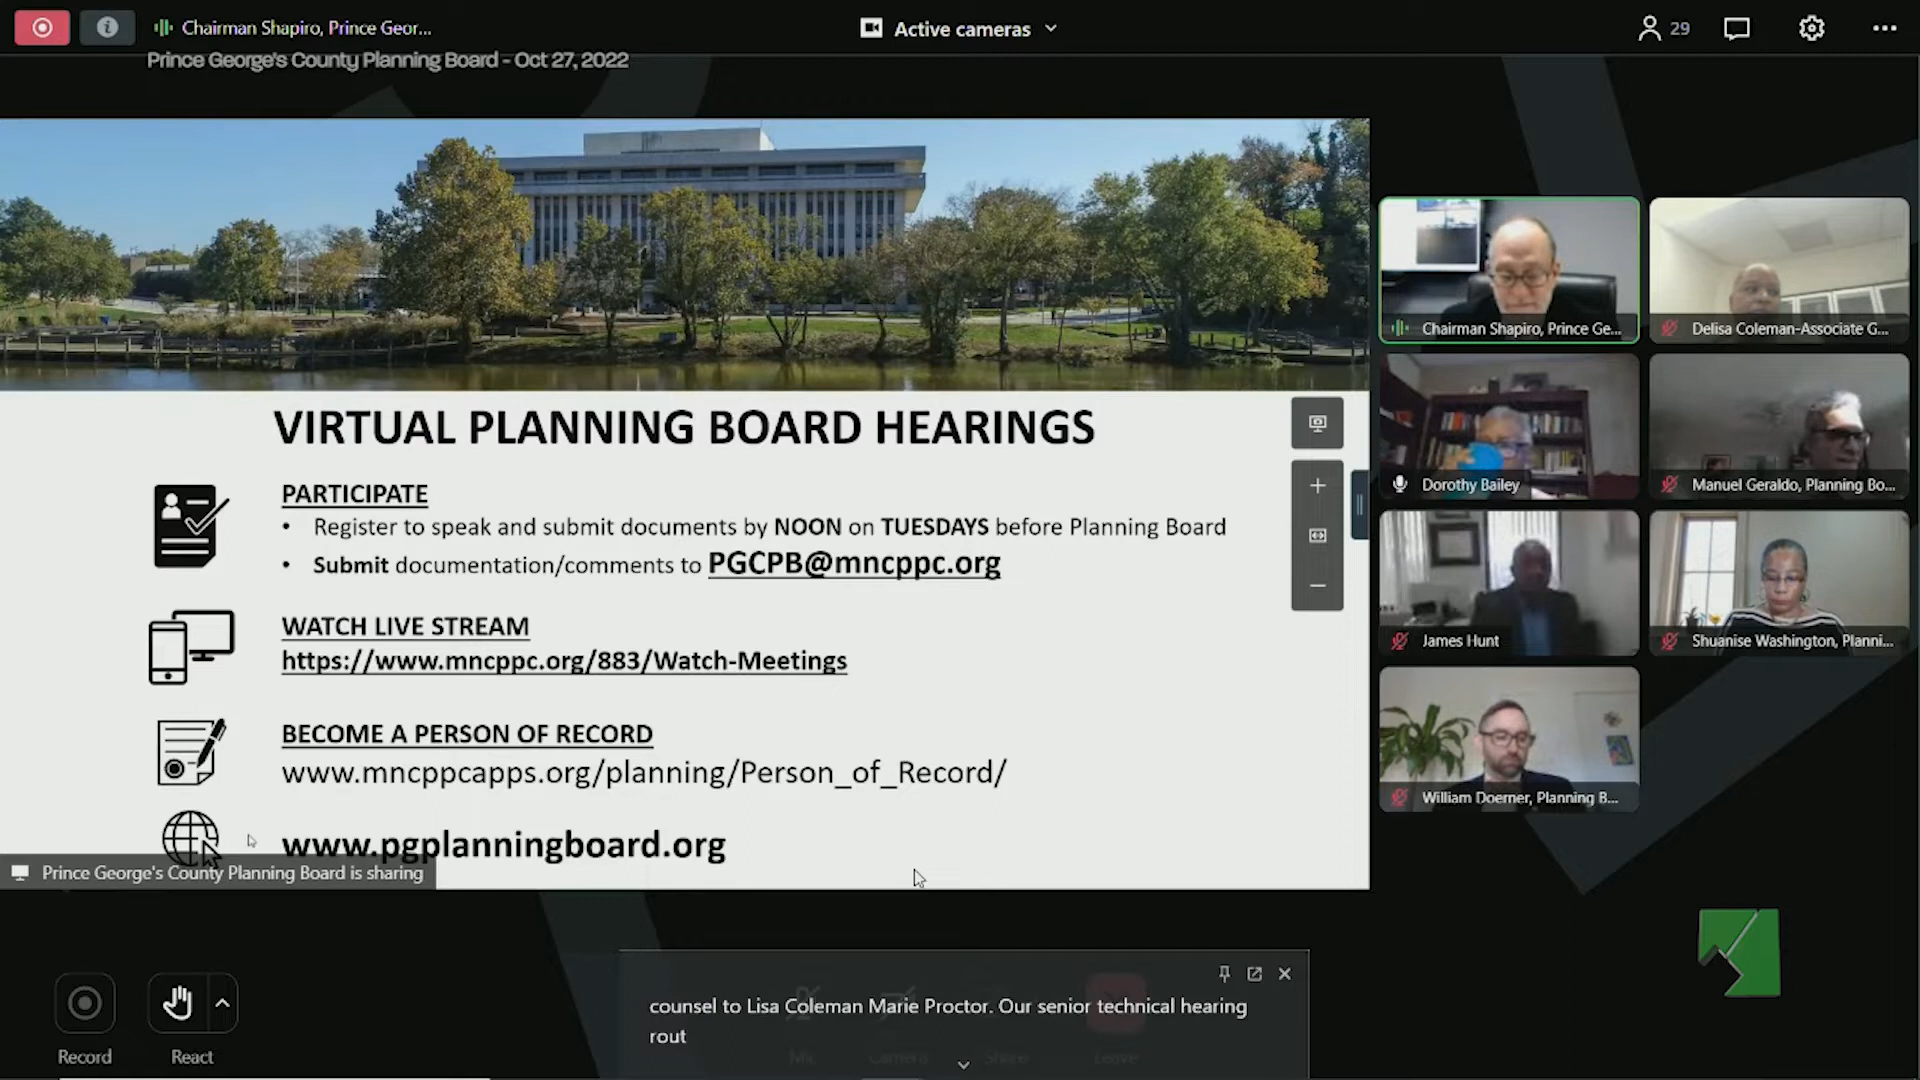 Chairman Shapiro, Prince Geor...
Active cameras
29
Prince George's County Planning Board - Oct 27, 2022
VIRTUAL PLANNING BOARD HEARINGS
PARTICIPATE
• Register to speak and submit documents by NOON on TUESDAYS before Planning Board
• Submit documentation/comments to PGCPB@mncppc.org
WATCH LIVE STREAM
https://www.mncppc.org/883/Watch-Meetings
BECOME A PERSON OF RECORD
www.mncppcapps.org/planning/Person_of_Record/
www.pgplanningboard.org
Prince George's County Planning Board is sharing
Chairman Shapiro, Prince Ge...
Delisa Coleman-Associate G...
Dorothy Bailey
Manuel Geraldo, Planning Bo...
James Hunt
Shuanise Washington, Planni...
William Doerner, Planning B...
counsel to Lisa Coleman Marie Proctor. Our senior technical hearing
rout
Record
React
Mic
Camera
Share
Leave